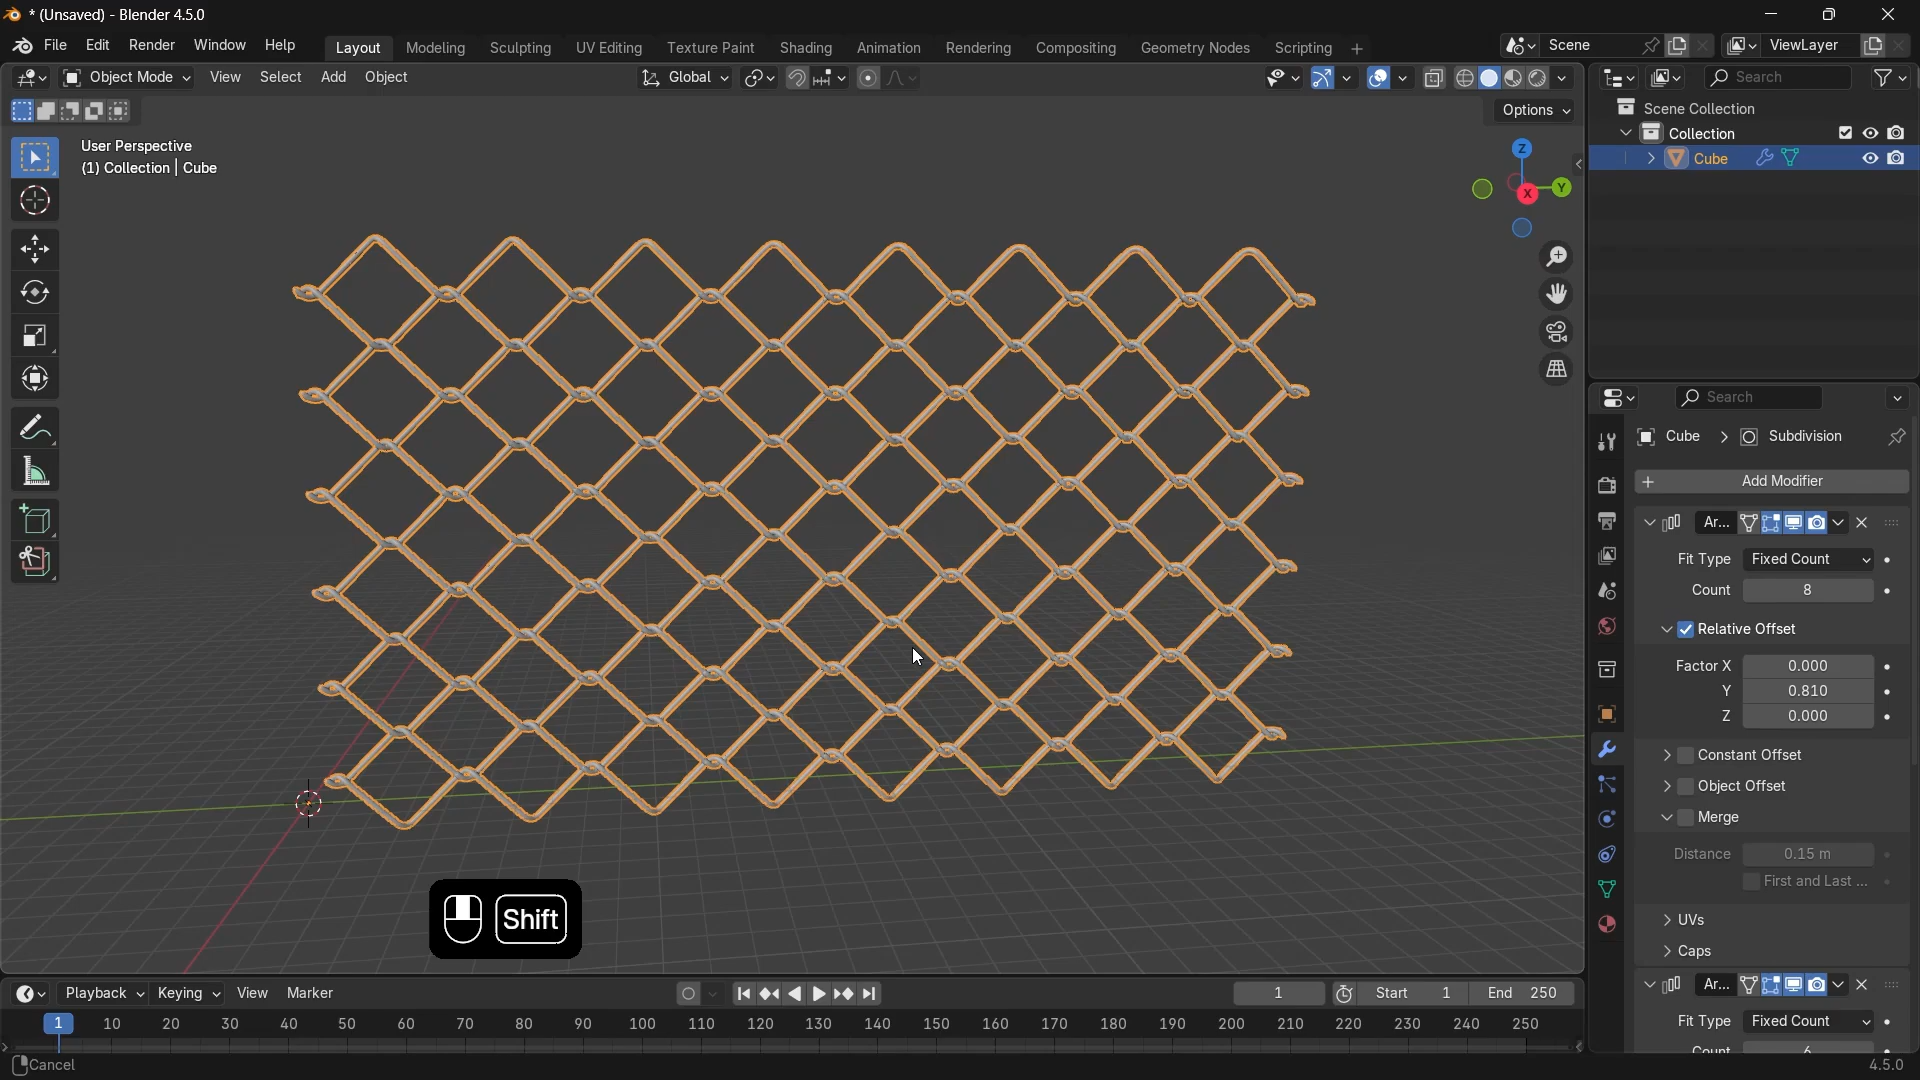 * (Unsaved) - Blender 4.5.0
File Edit Render Window Help
Layout Modeling Sculpting UV Editing Texture Paint Shading Animation Rendering Compositing Geometry Nodes Scripting +
Scene
ViewLayer
Object Mode View Select Add Object
Global
Search
Options
Scene Collection
Collection
Cube
User Perspective
(1) Collection | Cube
Z
Y
X
Search
Cube > Subdivision
+ Add Modifier
Ar...
Fit Type Fixed Count
Count 8
Relative Offset
Factor X 0.000
Y 0.810
Z 0.000
Constant Offset
Object Offset
Merge
Distance 0.15 m
First and Last ...
UVs
Caps
Ar...
Fit Type Fixed Count
Count 6
Shift
Playback Keying View Marker
1
Start 1
End 250
1 10 20 30 40 50 60 70 80 90 100 110 120 130 140 150 160 170 180 190 200 210 220 230 240 250
Cancel
4.5.0